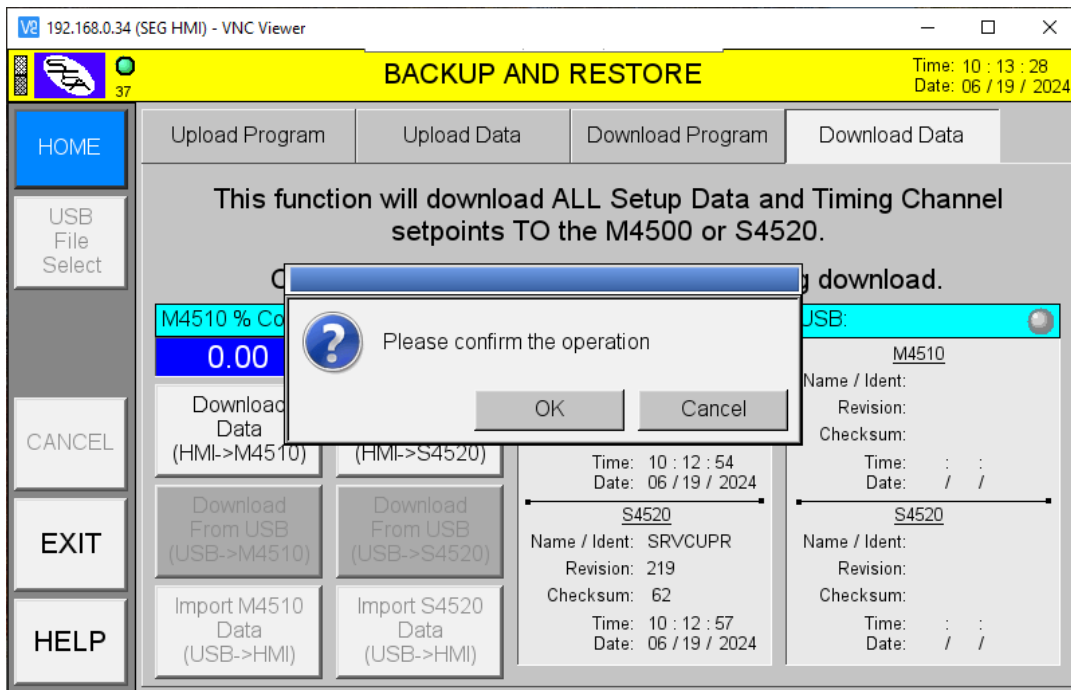 192.168.0.34 (SEG HMI) - VNC Viewer
37
BACKUP AND RESTORE
Time: 10 : 13 : 28
Date: 06 / 19 / 2024
HOME
USB
File
Select
CANCEL
EXIT
HELP
Upload Program
Upload Data
Download Program
Download Data
This function will download ALL Setup Data and Timing Channel
setpoints TO the M4500 or S4520.
download.
Please confirm the operation
OK
Cancel
M4510 %
0.00
Download
Data
(HMI->M4510)
(HMI->S4520)
Download
From USB
(USB->M4510)
Download
From USB
(USB->S4520)
Import M4510
Data
(USB->HMI)
Import S4520
Data
(USB->HMI)
Time: 10 : 12 : 54
Date: 06 / 19 / 2024
S4520
Name / Ident: SRVCUPR
Revision: 219
Checksum: 62
Time: 10 : 12 : 57
Date: 06 / 19 / 2024
USB:
M4510
Name / Ident:
Revision:
Checksum:
Time: : :
Date: / /
S4520
Name / Ident:
Revision:
Checksum:
Time: : :
Date: / /